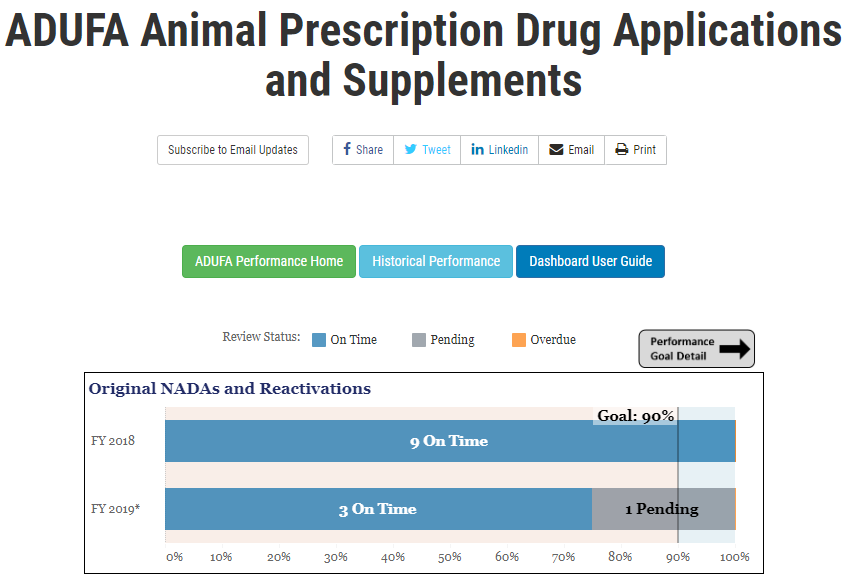 ADUFA Animal Prescription Drug Applications
and Supplements
Subscribe to Email Updates
Share
Tweet
Linkedin
Email
Print
ADUFA Performance Home
Historical Performance
Dashboard User Guide
Review Status:
On Time
Pending
Overdue
Performance
Goal Detail
Original NADAs and Reactivations
Goal: 90%
FY 2018
9 On Time
FY 2019*
3 On Time
1 Pending
0% 10% 20% 30% 40% 50% 60% 70% 80% 90% 100%